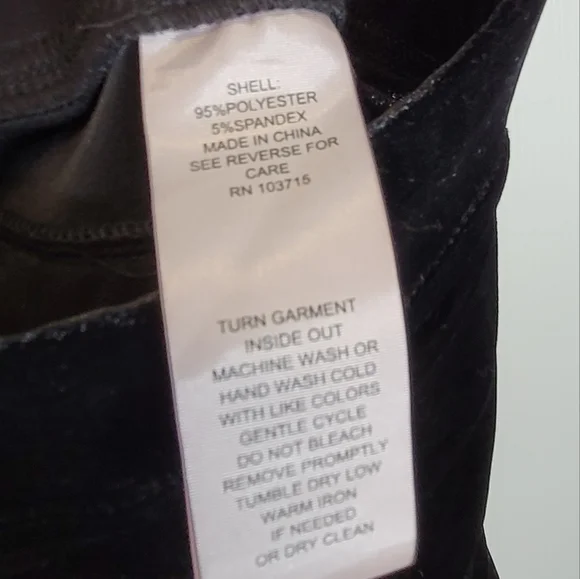 SHELL:
95%POLYESTER
5%SPANDEX
MADE IN CHINA
SEE REVERSE FOR
CARE
RN 103715
TURN GARMENT
INSIDE OUT
MACHINE WASH OR
HAND WASH COLD
WITH LIKE COLORS
GENTLE CYCLE
DO NOT BLEACH
REMOVE PROMPTLY
TUMBLE DRY LOW
WARM IRON
IF NEEDED
OR DRY CLEAN